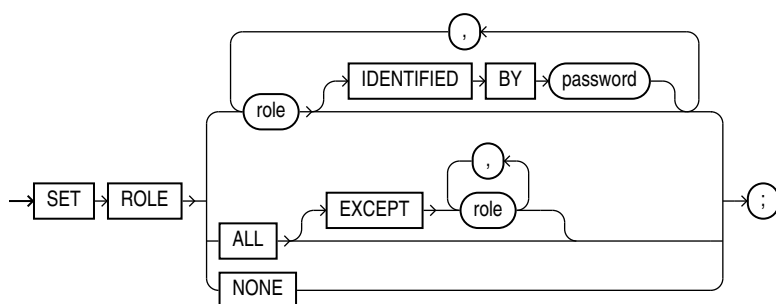 ,
IDENTIFIED BY password
role
,
SET ROLE EXCEPT role ;
ALL
NONE